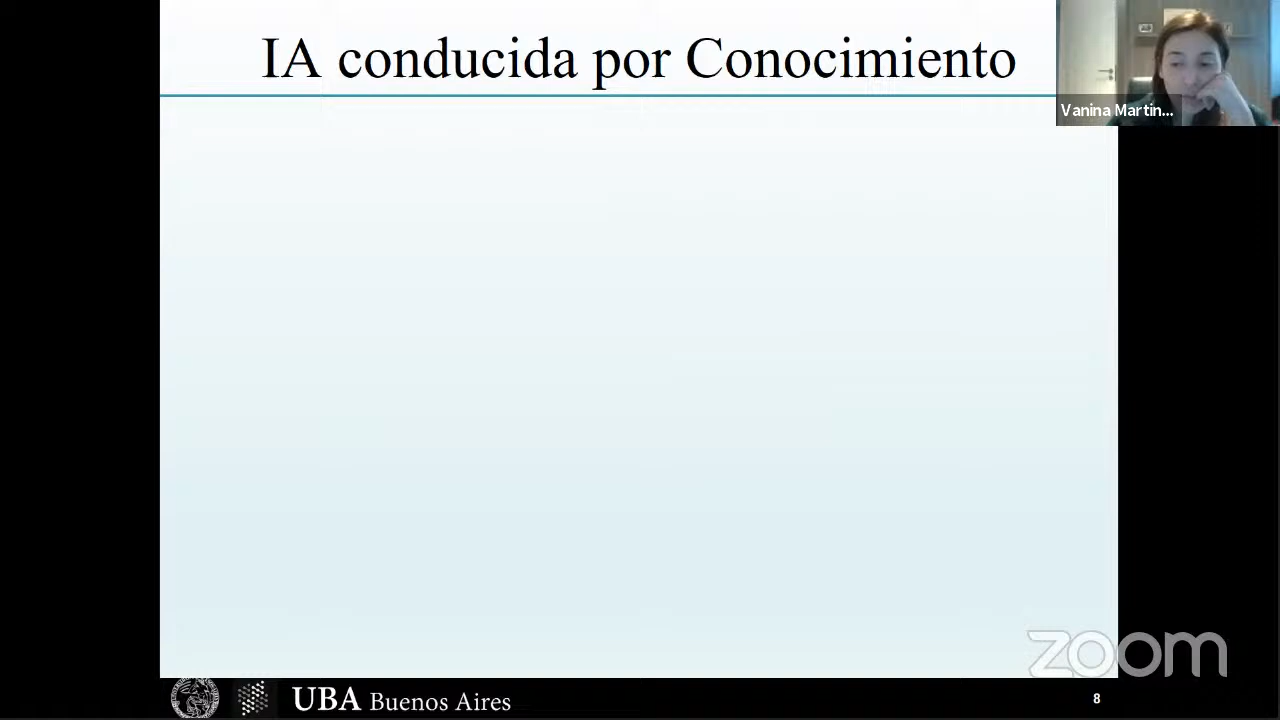 IA conducida por Conocimiento
Vanina Martin...
zoom
UBA Buenos Aires
8